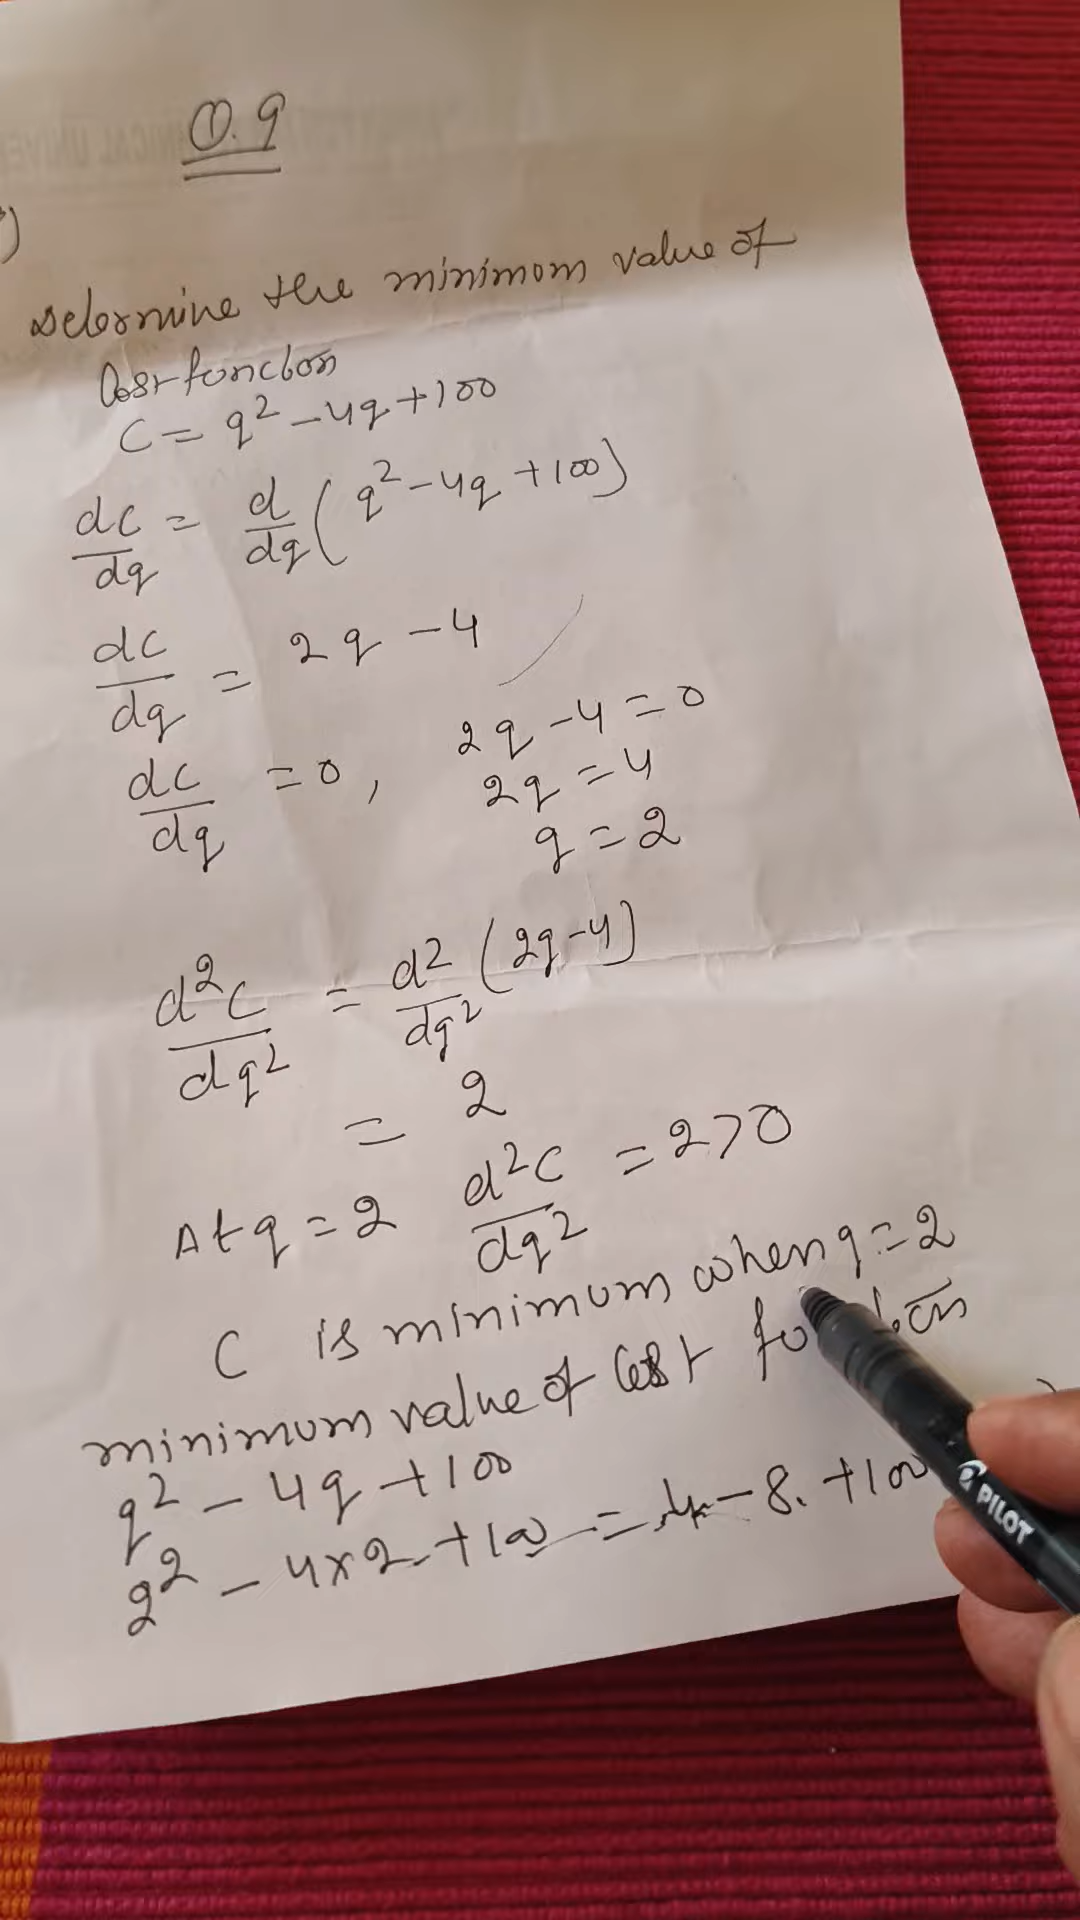 Q.9
)
Determine the minimum value of
Cost function
C = q² - 4q + 100
dC/dq = d/dq (q² - 4q + 100)
dC/dq = 2q - 4
dC/dq = 0, 2q - 4 = 0
2q = 4
q = 2
d²C/dq² = d²/dq² (2q - 4)
= 2
At q = 2 d²C/dq² = 2 > 0
C is minimum when q = 2
minimum value of Cost
q² - 4q + 100
2² - 4 x 2 + 100 = 4 - 8 + 100
PILOT